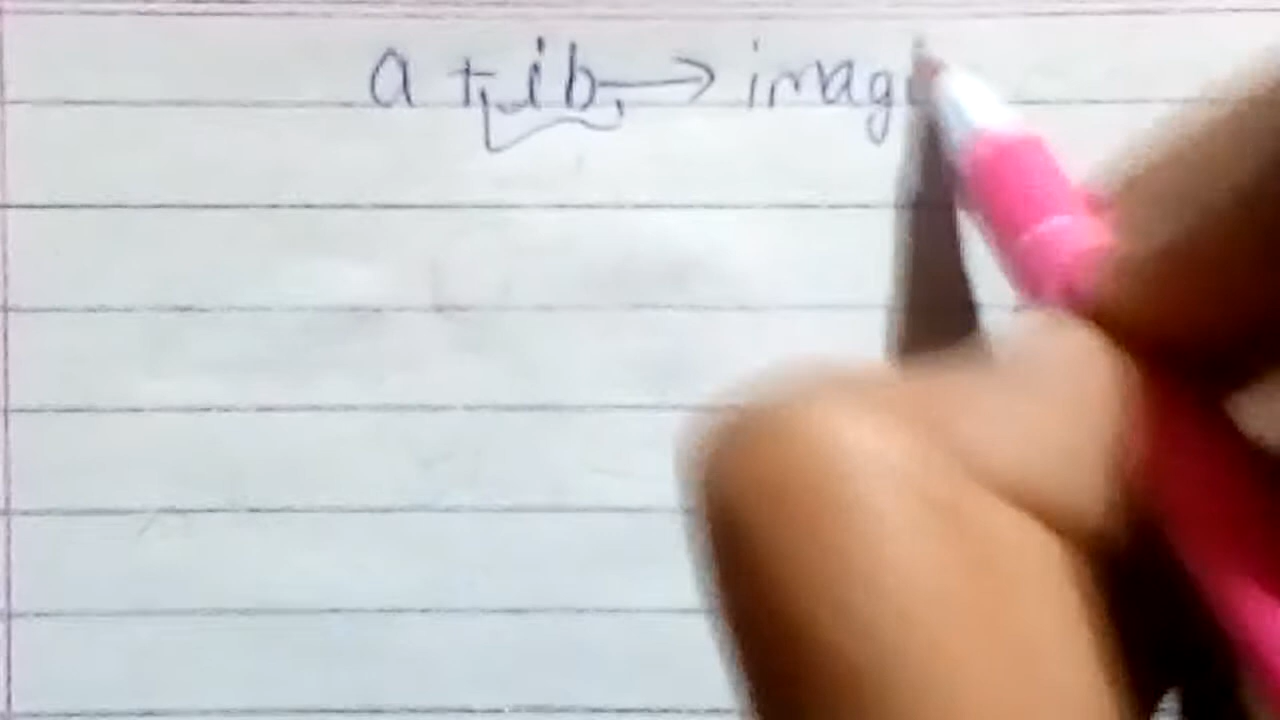 a + ib → imag